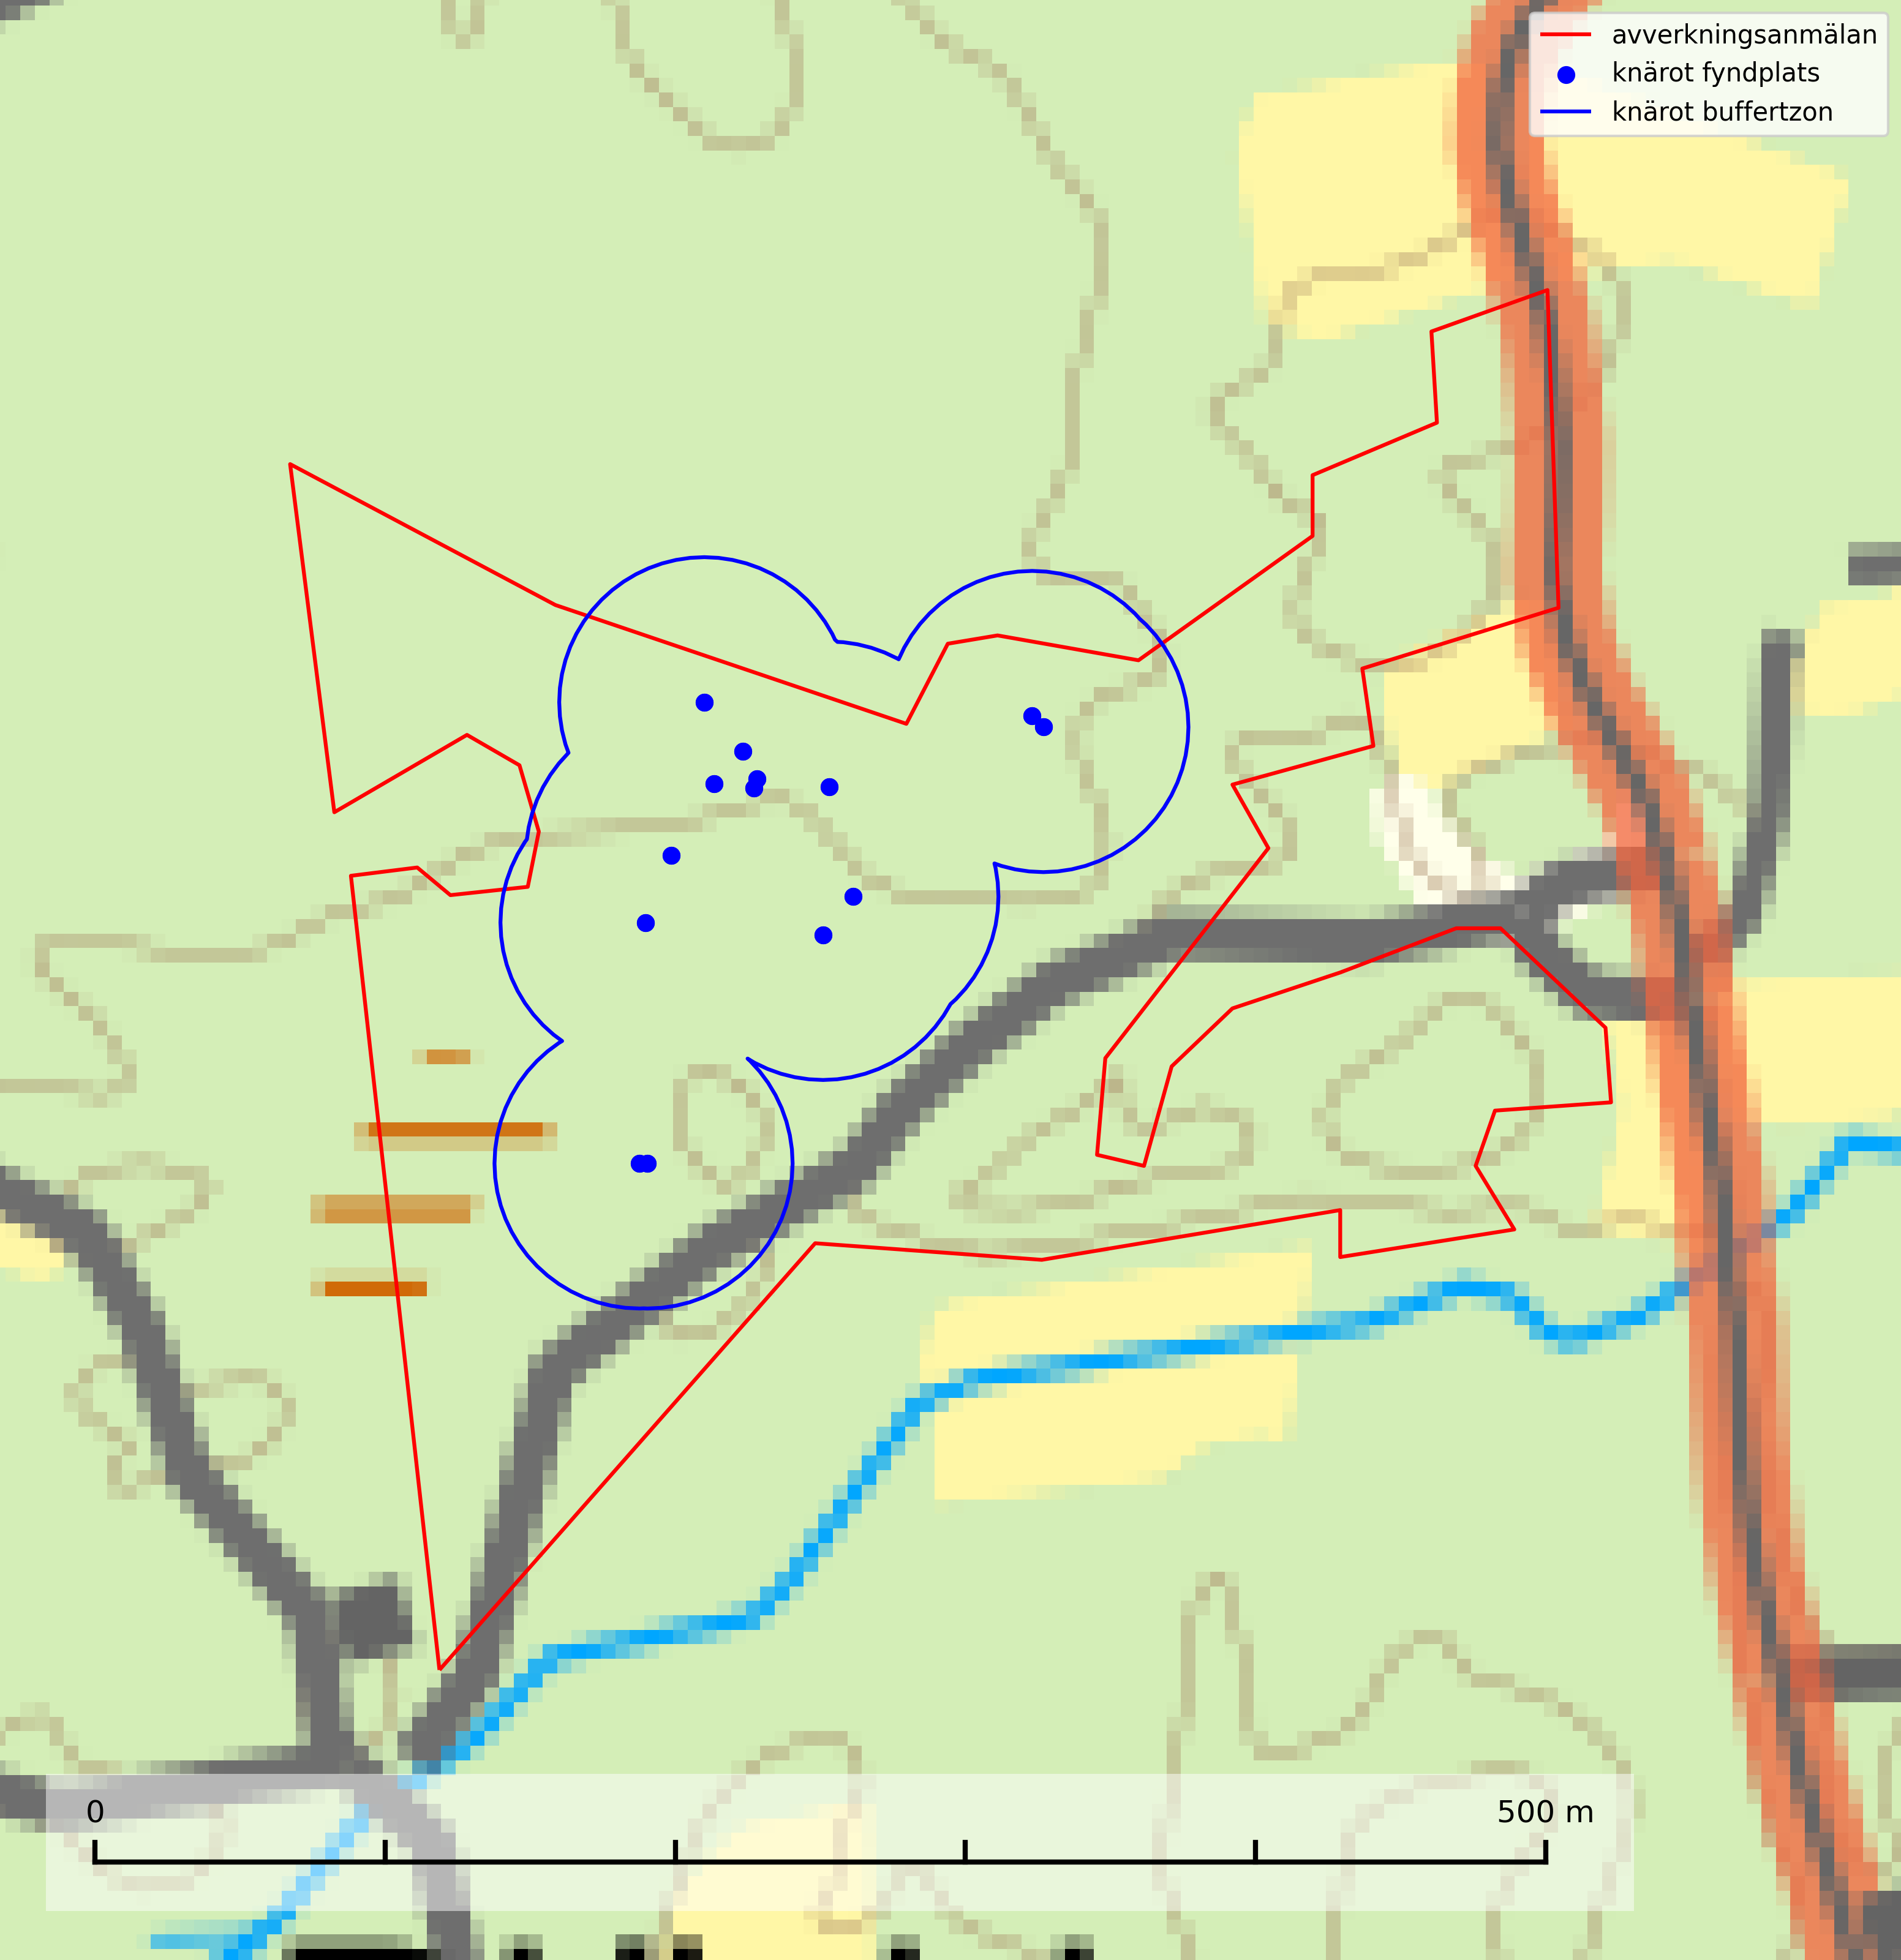 avverkningsanmälan
knärot fyndplats
knärot buffertzon
0 500 m